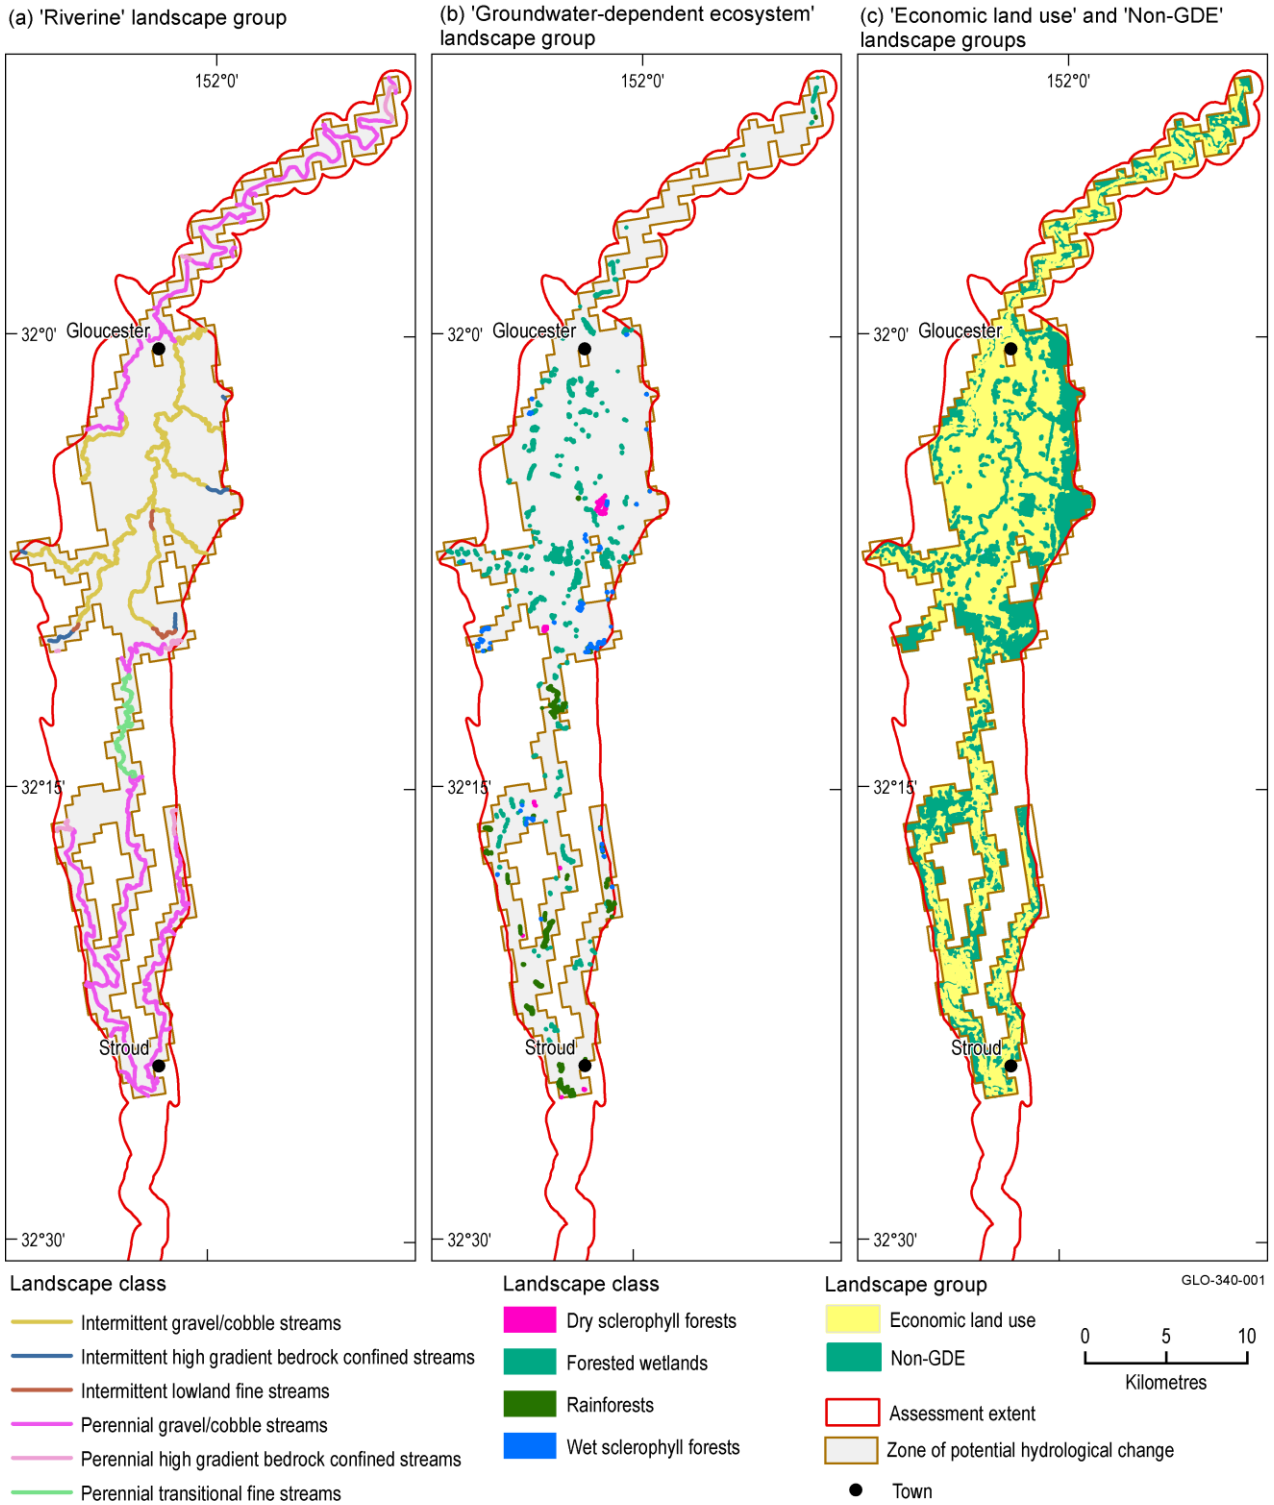 (a) 'Riverine' landscape group
(b) 'Groundwater-dependent ecosystem'
landscape group
(c) 'Economic land use' and 'Non-GDE'
landscape groups
152°0'
152°0'
152°0'
Gloucester
32°0'
Gloucester
32°0'
Gloucester
32°0'
32°15'
32°15'
32°15'
Stroud
Stroud
Stroud
32°30'
32°30'
32°30'
Landscape class
Intermittent gravel/cobble streams
Intermittent high gradient bedrock confined streams
Intermittent lowland fine streams
Perennial gravel/cobble streams
Perennial high gradient bedrock confined streams
Perennial transitional fine streams
Landscape class
Dry sclerophyll forests
Forested wetlands
Rainforests
Wet sclerophyll forests
Landscape group
Economic land use
Non-GDE
Assessment extent
Zone of potential hydrological change
Town
GLO-340-001
0 5 10
Kilometres